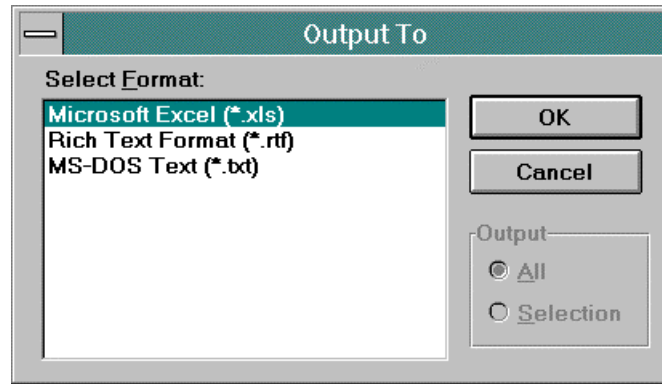 Output To
Select Format:
Microsoft Excel (*.xls)
Rich Text Format (*.rtf)
MS-DOS Text (*.txt)
OK
Cancel
Output
All
Selection